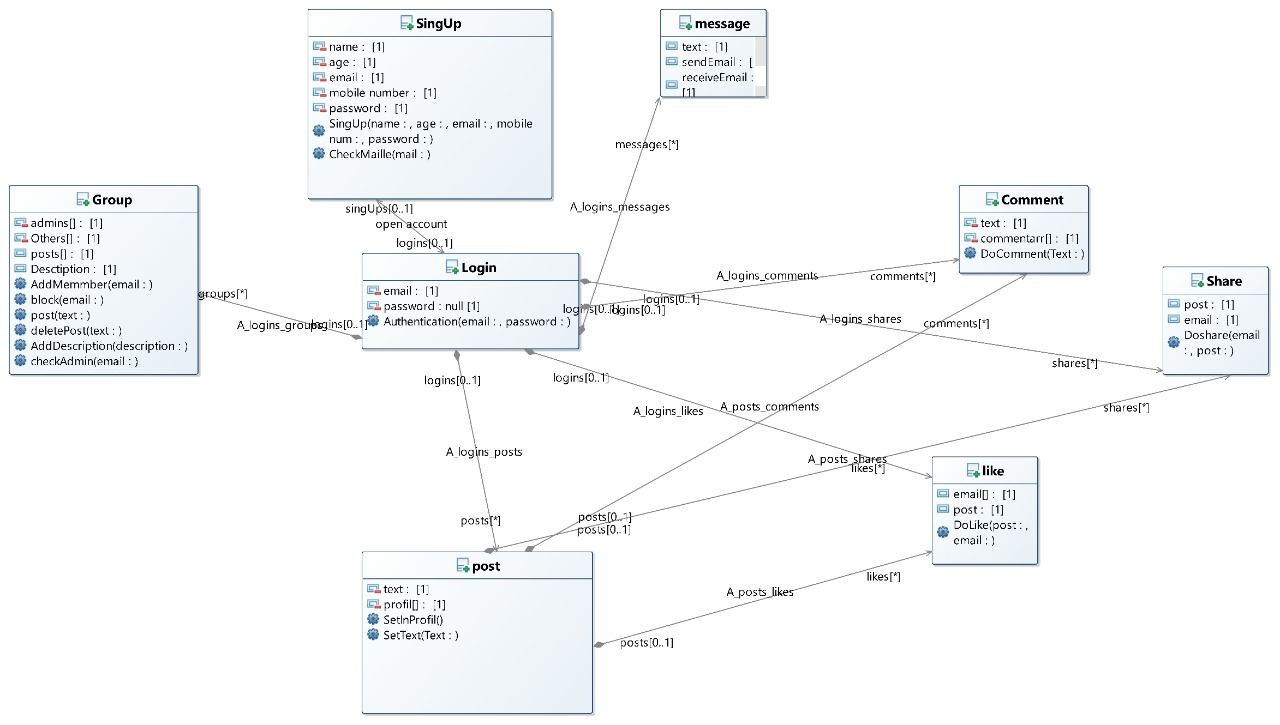 SingUp
name : [1]
age : [1]
email : [1]
mobile number : [1]
password : [1]
SingUp(name : , age : , email : , mobile
num : , password : )
CheckMaille(mail : )
message
text : [1]
sendEmail : [
receiveEmail :
[1]
messages[*]
A_logins_messages
singUps[0..1]
open account
logins[0..1]
Group
admins[] : [1]
Others[] : [1]
posts[] : [1]
Desctiption : [1]
AddMemmber(email : )
block(email : )
post(text : )
deletePost(text : )
AddDescription(description : )
checkAdmin(email : )
groups[*]
A_logins_groups
logins[0..1]
Login
email : [1]
password : null [1]
Authentication(email : , password : )
logins[0..1]
logins[0..1]
logins[0..1]
A_logins_comments
comments[*]
A_logins_shares
comments[*]
shares[*]
Comment
text : [1]
commentarr[] : [1]
DoComment(Text : )
Share
post : [1]
email : [1]
Doshare(email
: , post : )
logins[0..1]
logins[0..1]
A_logins_likes
A_posts_comments
shares[*]
A_logins_posts
A_posts_shares
likes[*]
like
email[] : [1]
post : [1]
DoLike(post : ,
email : )
posts[*]
posts[0..1]
posts[0..1]
post
text : [1]
profil[] : [1]
SetInProfil()
SetText(Text : )
likes[*]
A_posts_likes
posts[0..1]